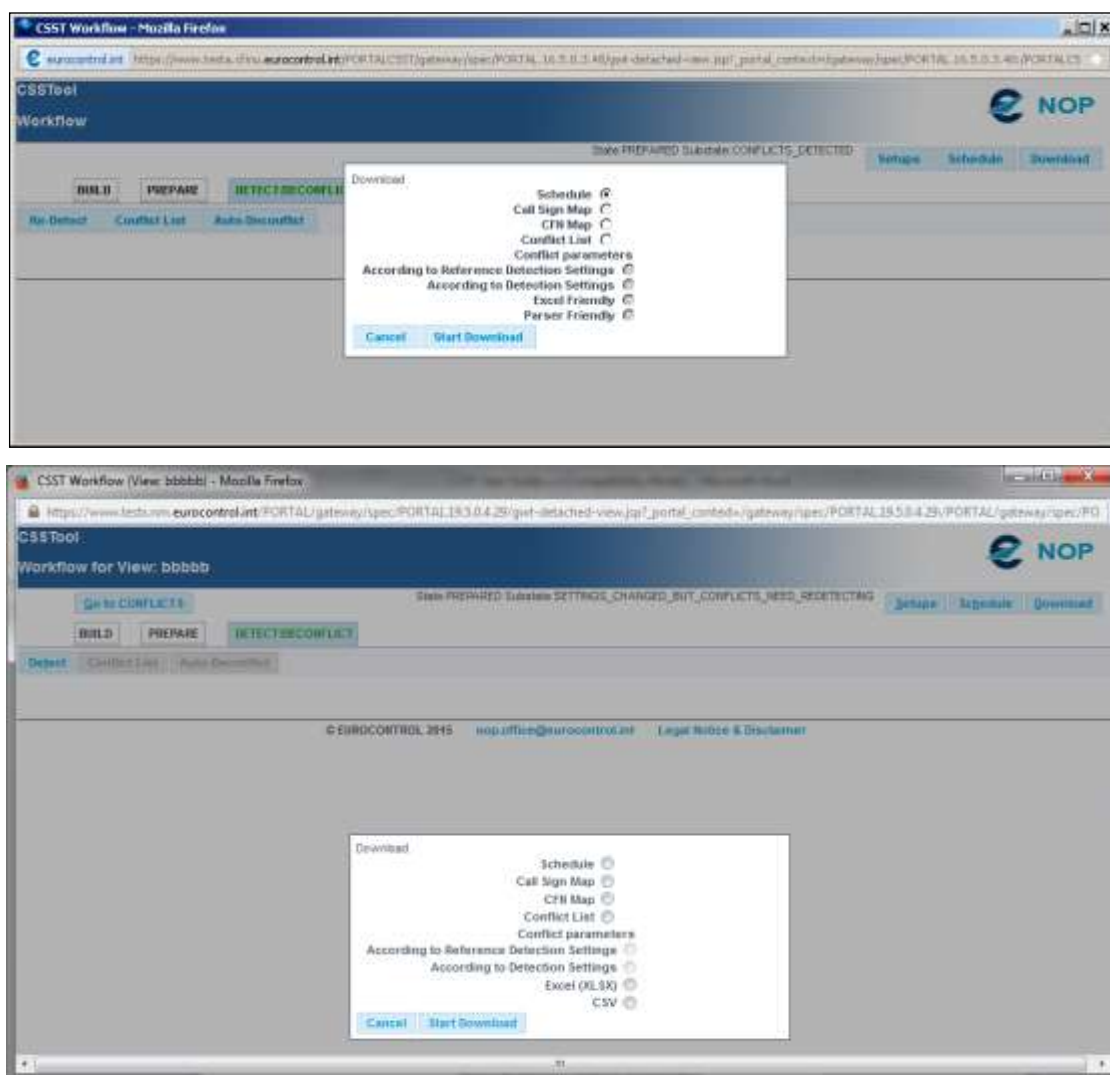 CSST Workflow - Mozilla Firefox
eurocontrol.int
CSSTool
NOP
Workflow
State PREPARED Substate CONFLICTS_DETECTED
Setups Schedule Download
BUILD PREPARE
Re-Detect Conflict List Auto-Deconflict
Download
Schedule
Call Sign Map
CFN Map
Conflict List
Conflict parameters
According to Reference Detection Settings
According to Detection Settings
Excel Friendly
Parser Friendly
Cancel Start Download
CSST Workflow (View: bbbbb) - Mozilla Firefox
CSSTool
NOP
Workflow for View: bbbbb
Go to CONFLICTS
State PREPARED Substate SETTINGS_CHANGED_BUT_CONFLICTS_NEED_REDETECTING
Setups Schedule Download
BUILD PREPARE DETECT/DECONFLICT
Detect Conflict List Auto-Deconflict
© EUROCONTROL 2015 nop.office@eurocontrol.int Legal Notice & Disclaimer
Download
Schedule
Call Sign Map
CFN Map
Conflict List
Conflict parameters
According to Reference Detection Settings
According to Detection Settings
Excel (XLSX)
CSV
Cancel Start Download